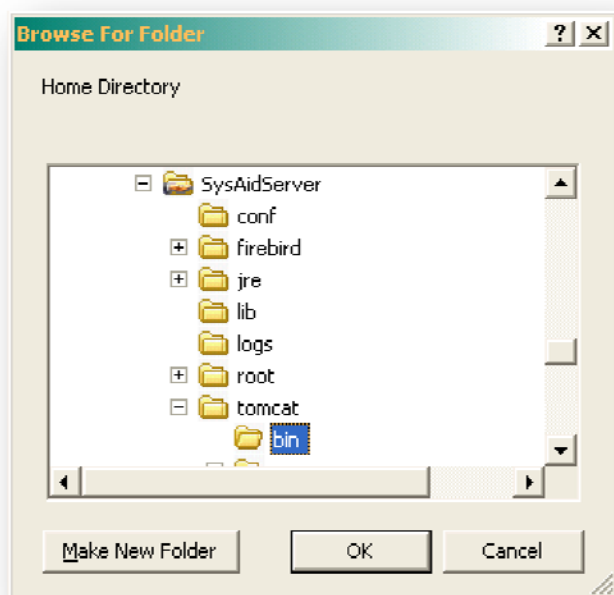 Browse For Folder
Home Directory
SysAidServer
conf
firebird
jre
lib
logs
root
tomcat
bin
Make New Folder OK Cancel